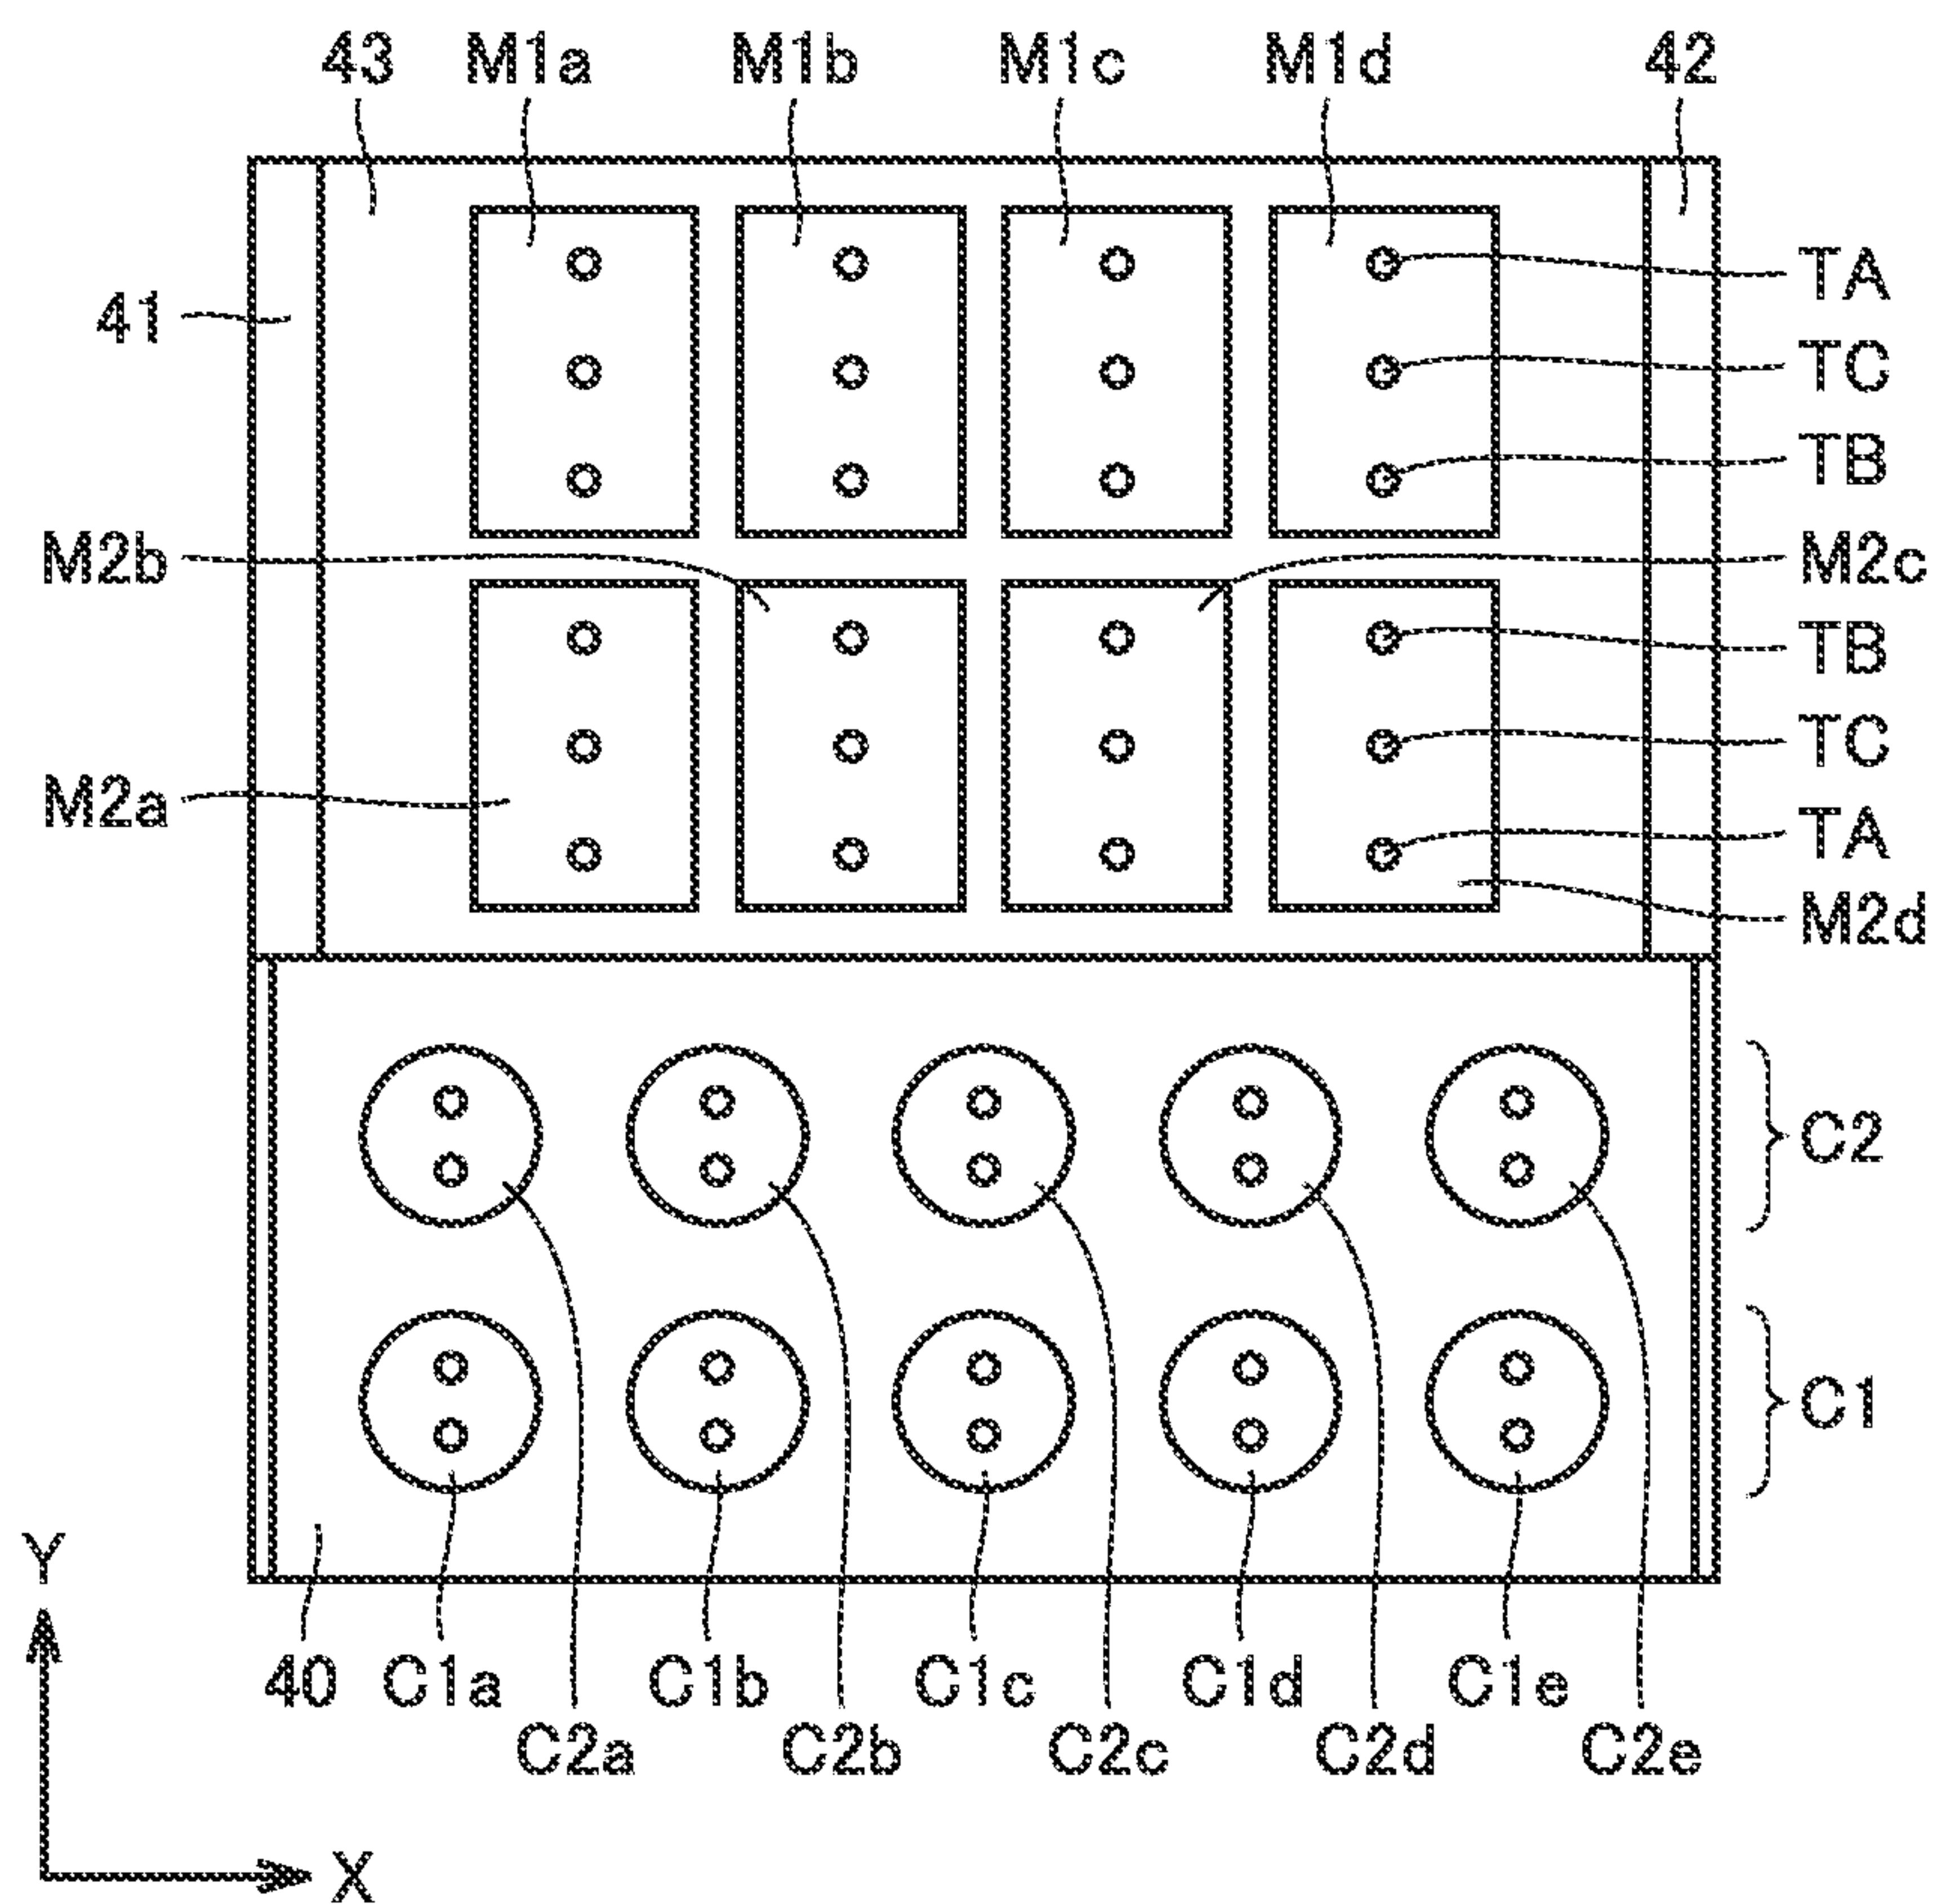 43 M1a M1b M1c M1d 42
TA
41
TC
TB
M2b M2c
TB
TC
M2a
TA
M2d
C2
C1
Y
40 C1a C1b C1c C1d C1e
C2a C2b C2c C2d C2e
X